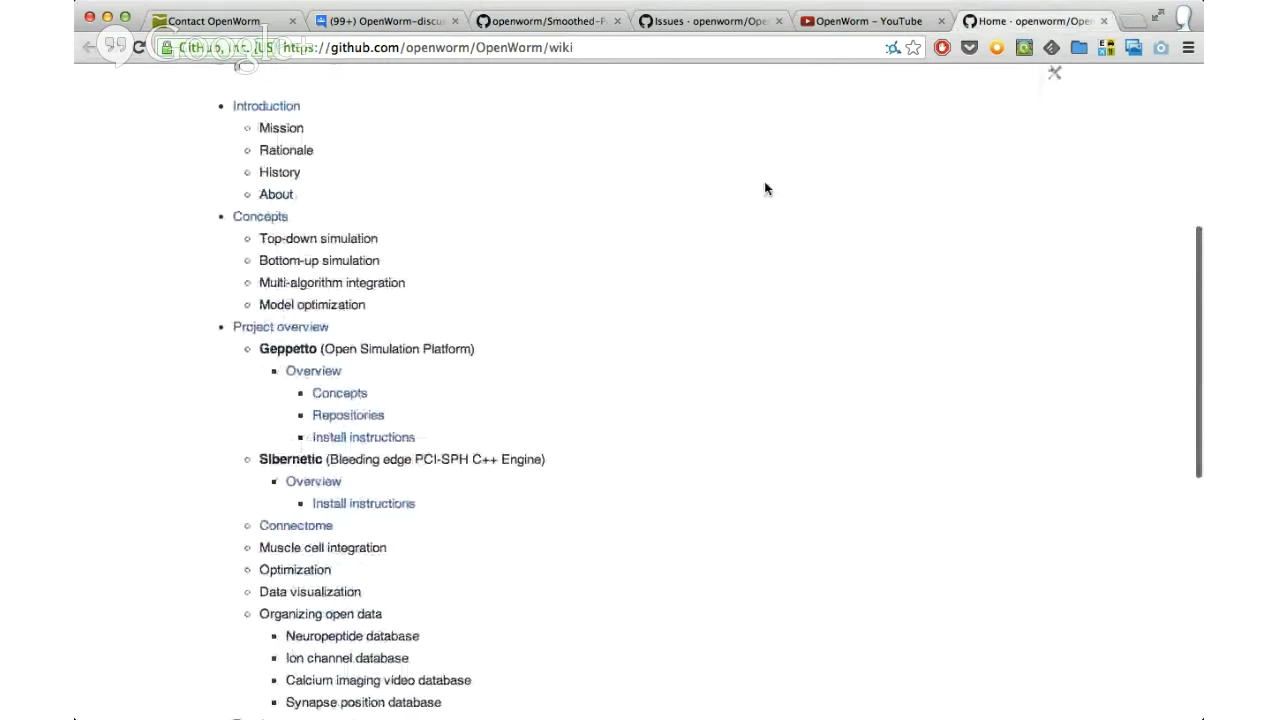 Contact OpenWorm
(99+) OpenWorm-discu
openworm/Smoothed-P
Issues · openworm/Ope
OpenWorm – YouTube
Home · openworm/Ope
Google+
GitHub, Inc. [US] https://github.com/openworm/OpenWorm/wiki
Introduction
Mission
Rationale
History
About
Concepts
Top-down simulation
Bottom-up simulation
Multi-algorithm integration
Model optimization
Project overview
Geppetto (Open Simulation Platform)
Overview
Concepts
Repositories
Install instructions
Sibernetic (Bleeding edge PCI-SPH C++ Engine)
Overview
Install instructions
Connectome
Muscle cell integration
Optimization
Data visualization
Organizing open data
Neuropeptide database
Ion channel database
Calcium imaging video database
Synapse position database